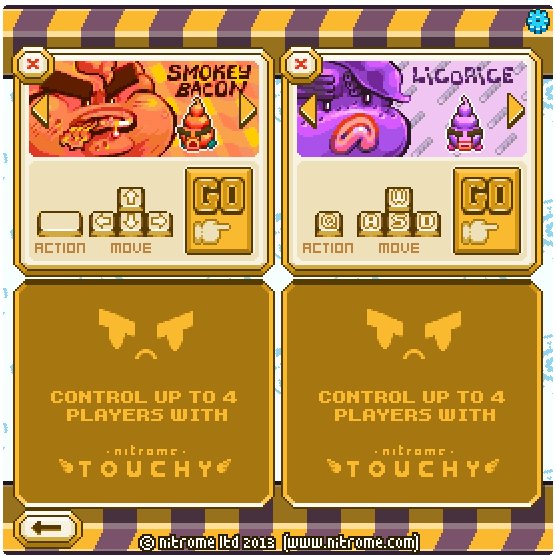 SMOKEY
BACON
GO
ACTION MOVE
LICORICE
GO
Q W A S D
ACTION MOVE
CONTROL UP TO 4
PLAYERS WITH
·nitrome·
TOUCHY
CONTROL UP TO 4
PLAYERS WITH
·nitrome·
TOUCHY
© nitrome ltd 2013 (www.nitrome.com)